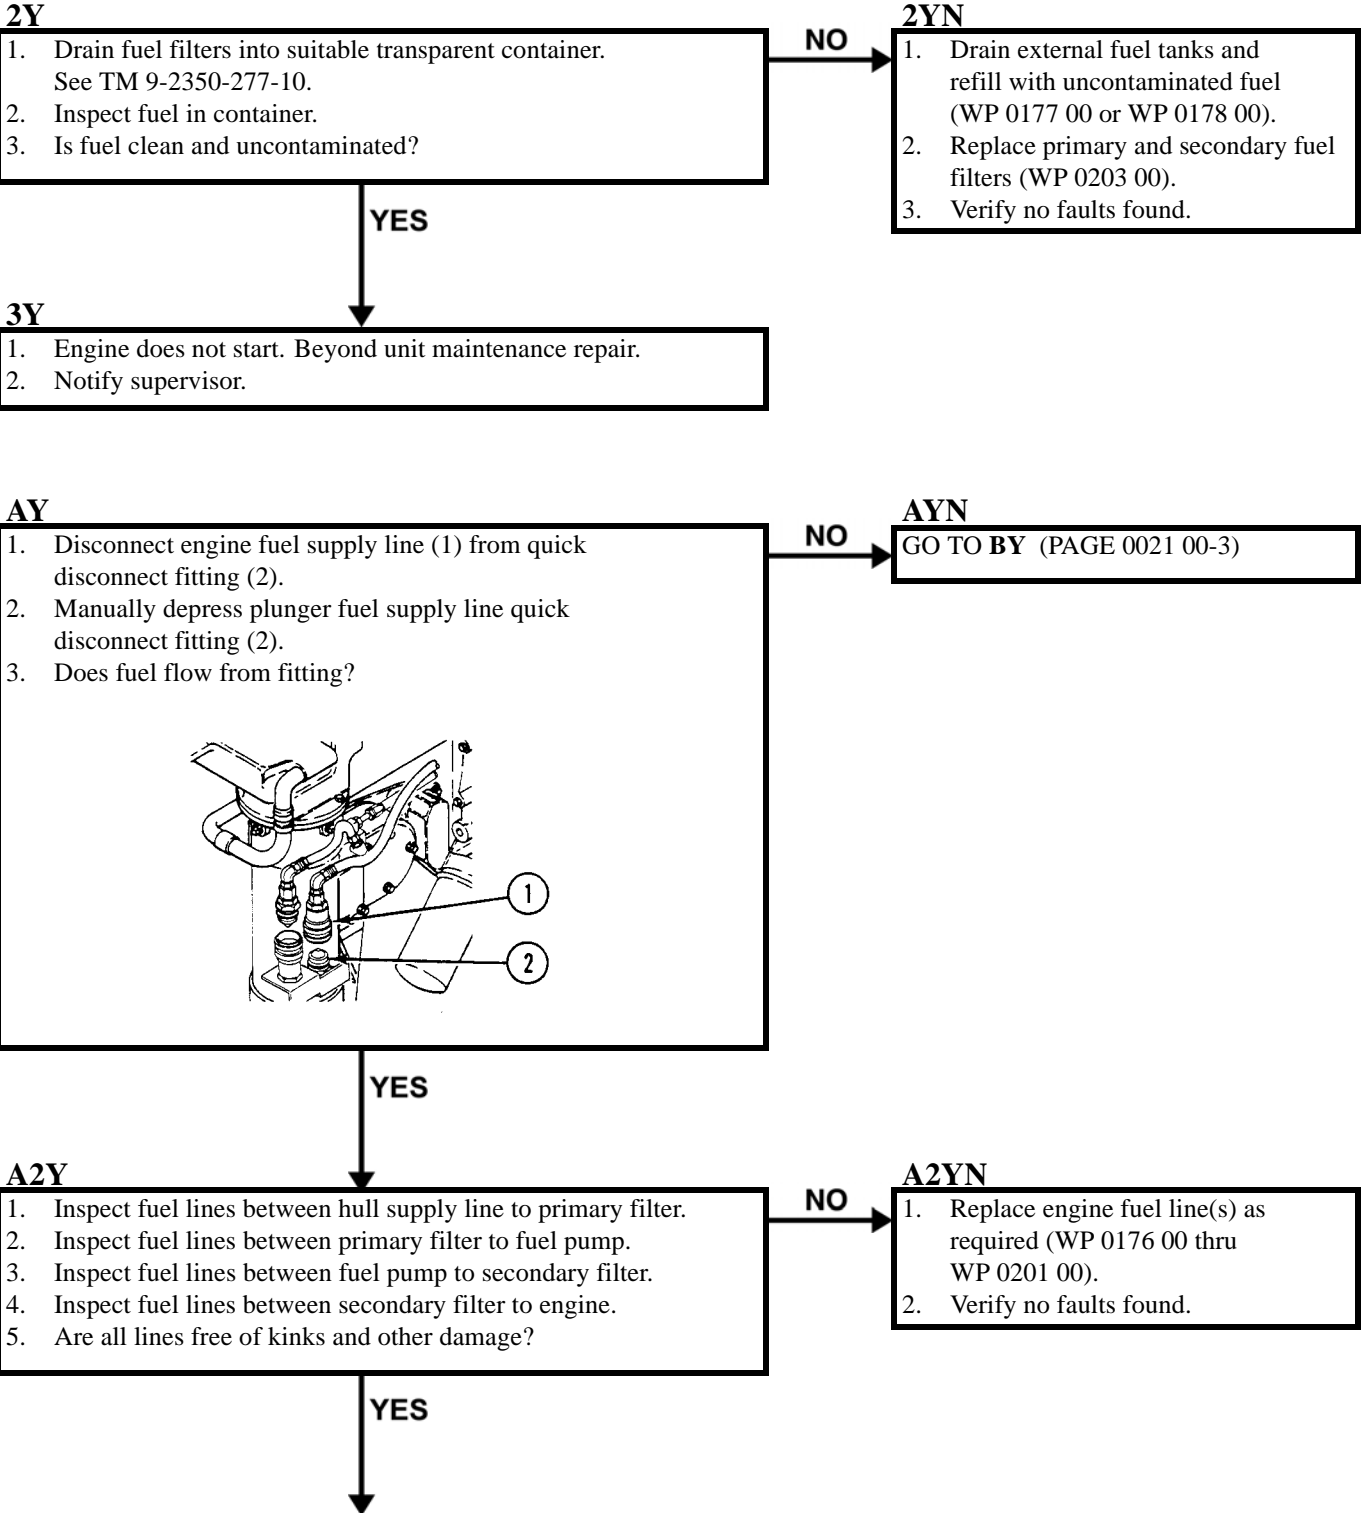 2Y
1. Drain fuel filters into suitable transparent container.
See TM 9-2350-277-10.
2. Inspect fuel in container.
3. Is fuel clean and uncontaminated?
NO
2YN
1. Drain external fuel tanks and
refill with uncontaminated fuel
(WP 0177 00 or WP 0178 00).
2. Replace primary and secondary fuel
filters (WP 0203 00).
3. Verify no faults found.
YES
3Y
1. Engine does not start. Beyond unit maintenance repair.
2. Notify supervisor.
AY
1. Disconnect engine fuel supply line (1) from quick
disconnect fitting (2).
2. Manually depress plunger fuel supply line quick
disconnect fitting (2).
3. Does fuel flow from fitting?
1
2
NO
AYN
GO TO BY (PAGE 0021 00-3)
YES
A2Y
1. Inspect fuel lines between hull supply line to primary filter.
2. Inspect fuel lines between primary filter to fuel pump.
3. Inspect fuel lines between fuel pump to secondary filter.
4. Inspect fuel lines between secondary filter to engine.
5. Are all lines free of kinks and other damage?
NO
A2YN
1. Replace engine fuel line(s) as
required (WP 0176 00 thru
WP 0201 00).
2. Verify no faults found.
YES